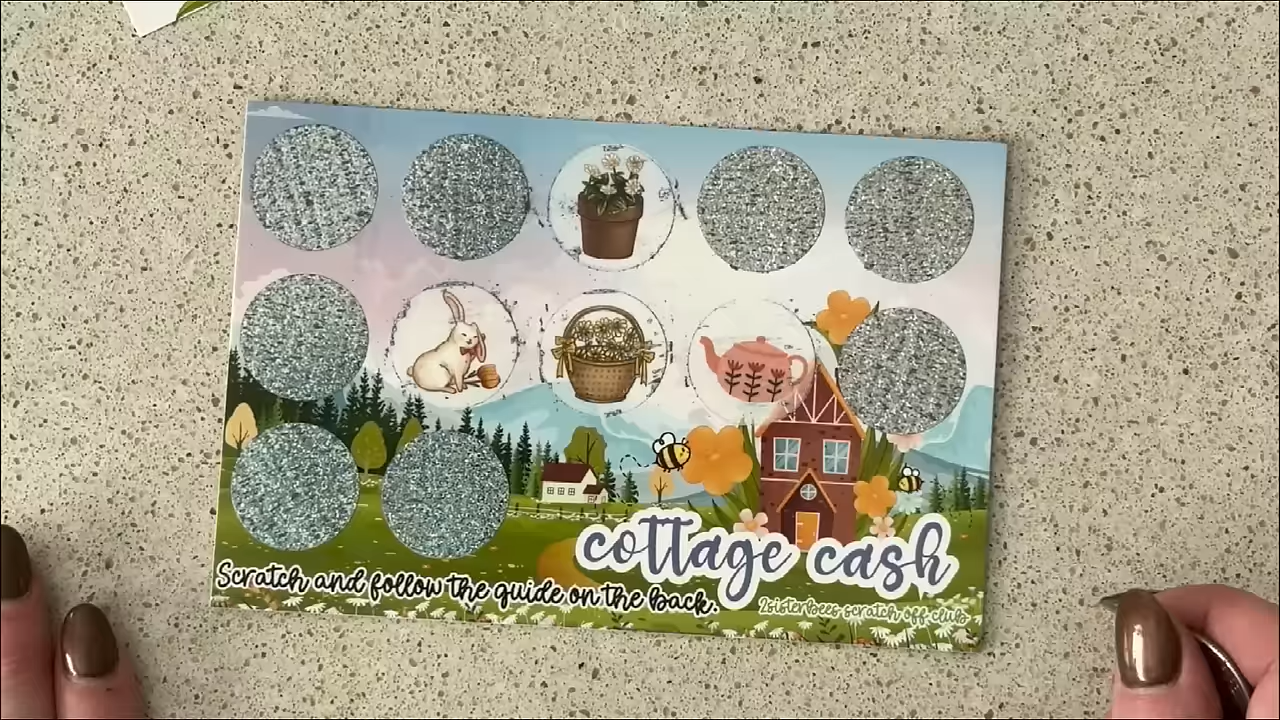 cottage cash
Scratch and follow the guide on the back.
2sisterbees scratch off club